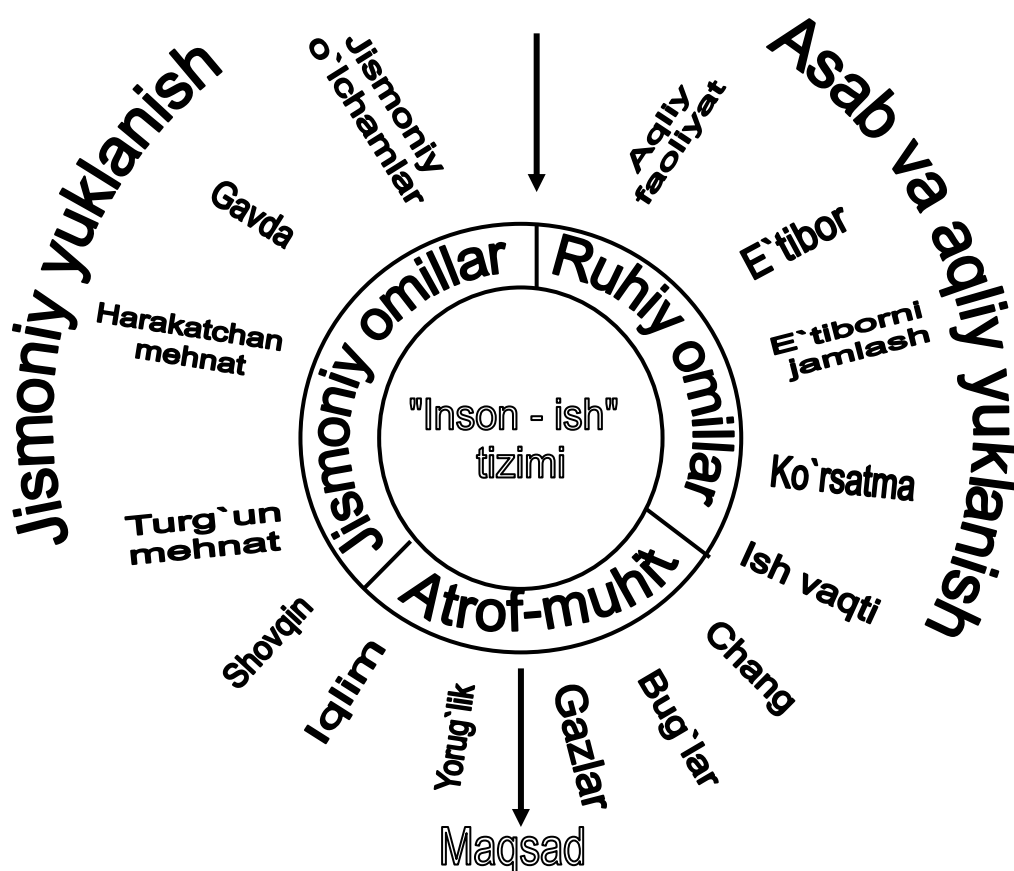 Jismoniy yuklanish
Jismoniy
o`lchamlar
Gavda
Harakatchan
mehnat
Turg`un
mehnat
Asab va aqliy yuklanish
Aqliy
faoliyat
E`tibor
E`tiborni
jamlash
Ko`rsatma
Ish vaqti
Jismoniy omillar
Ruhiy omillar
Atrof-muhit
"Inson - ish"
tizimi
Shovqin
Iqlim
Yorug`lik
Gazlar
Bug`lar
Chang
Maqsad